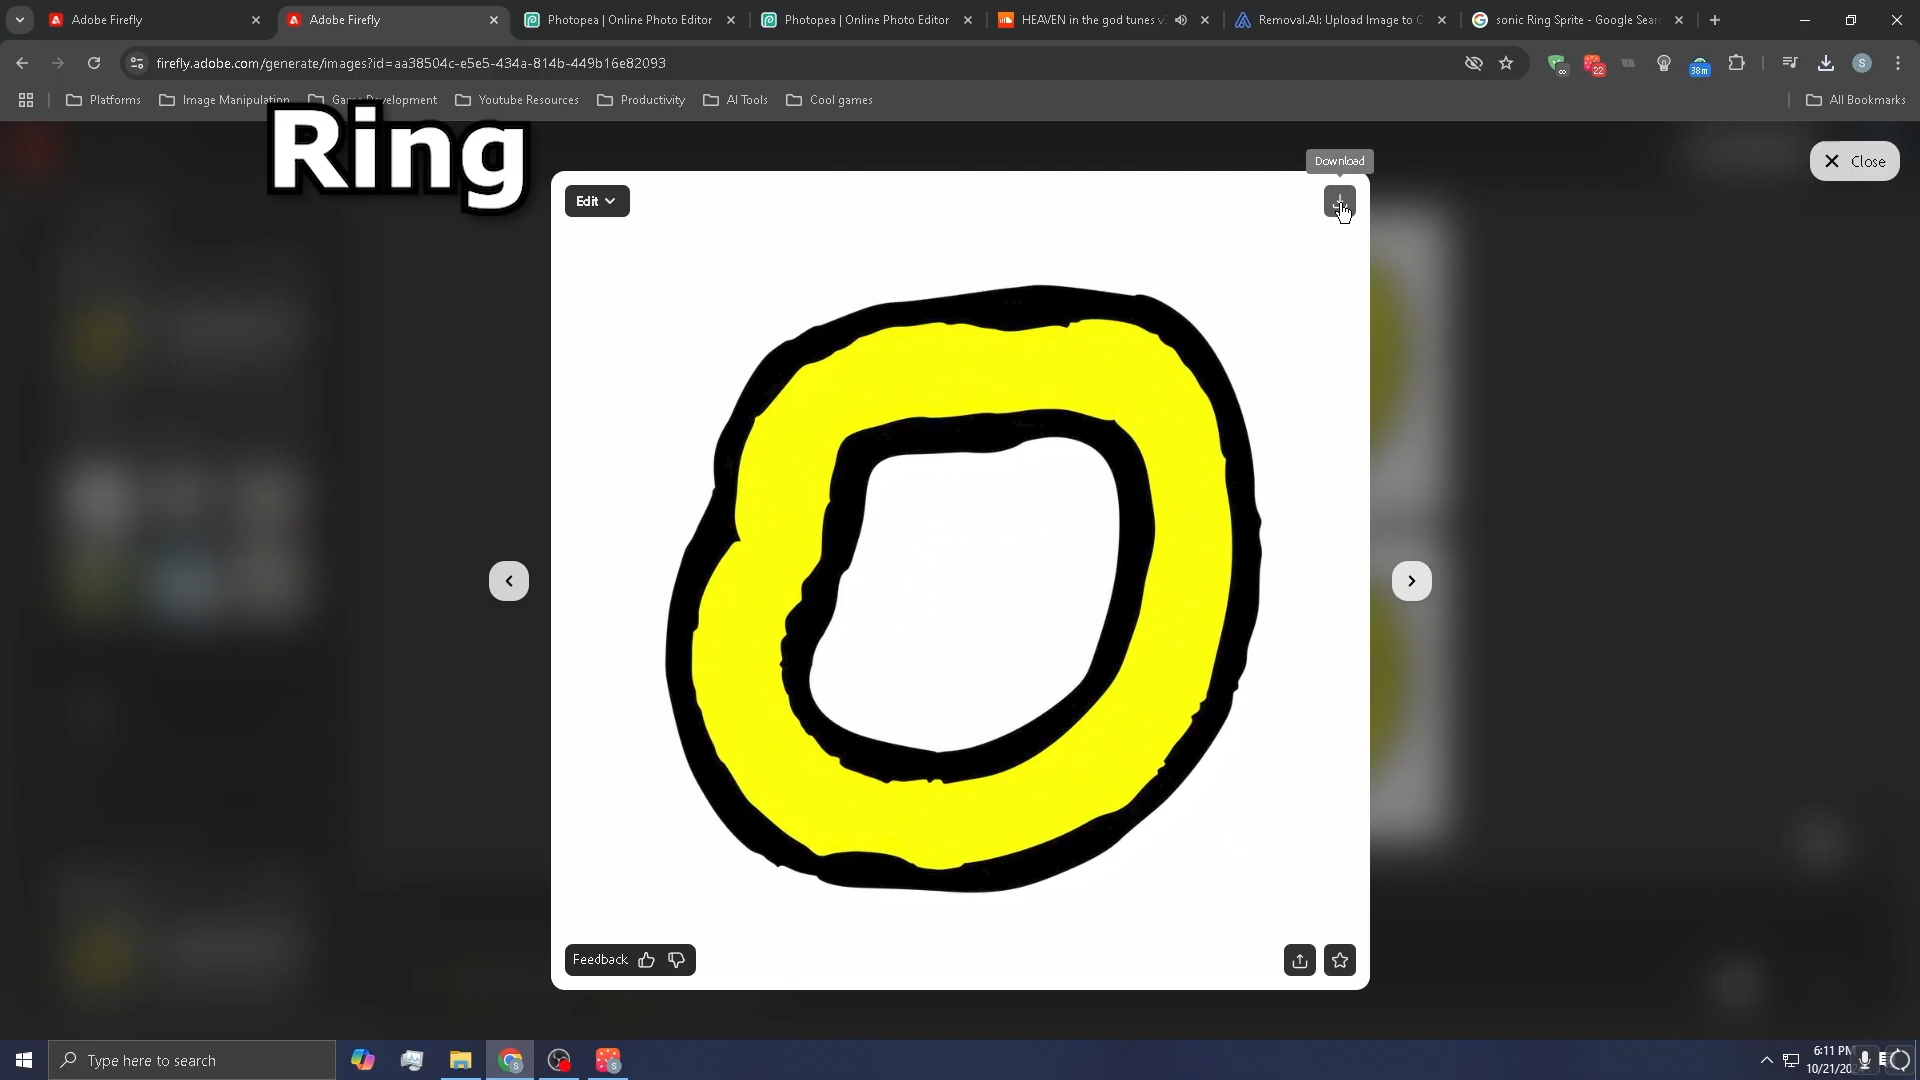 Adobe Firefly
Adobe Firefly
Photopea | Online Photo Editor
Photopea | Online Photo Editor
HEAVEN in the god tunes v
Removal.AI: Upload Image to C
sonic Ring Sprite - Google Sear
firefly.adobe.com/generate/images?id=aa38504c-e5e5-434a-814b-449b16e82093
22
38m
S
Platforms
Image Manipulation
Game Development
Youtube Resources
Productivity
AI Tools
Cool games
All Bookmarks
Ring
Download
Close
Edit
Feedback
Type here to search
6:11 PM
10/21/20